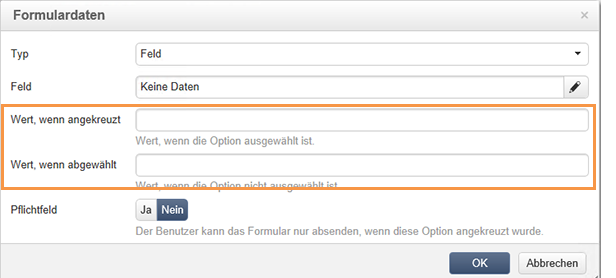 Formulardaten ×
Typ Feld
Feld Keine Daten
Wert, wenn angekreuzt
Wert, wenn die Option ausgewählt ist.
Wert, wenn abgewählt
Wert, wenn die Option nicht ausgewählt ist
Pflichtfeld Ja Nein
Der Benutzer kann das Formular nur absenden, wenn diese Option angekreuzt wurde.
OK Abbrechen